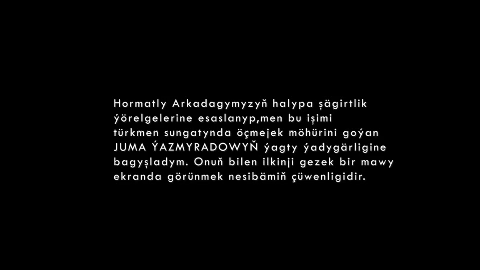 Hormatly Arkadagymyzyň halypa şägirtlik
ýörelgelerine esaslanyp,men bu işimi
türkmen sungatynda öçmejek möhürini goýan
JUMA ÝAZMYRADOWYŇ ýagty ýadygärligine
bagyşladym. Onuň bilen ilkinji gezek bir mawy
ekranda görünmek nesibämiň çüwenligidir.